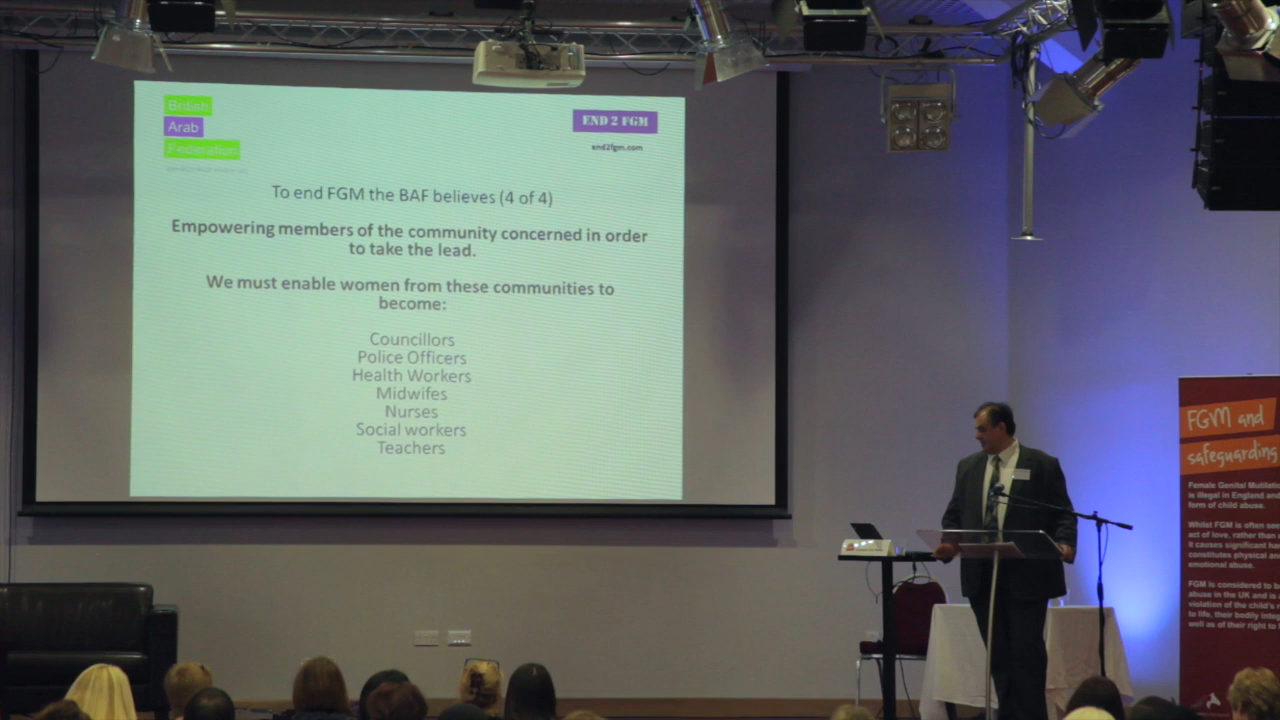 British
Arab
Federation
END 2 FGM
end2fgm.com
To end FGM the BAF believes (4 of 4)
Empowering members of the community concerned in order
to take the lead.
We must enable women from these communities to
become:
Councillors
Police Officers
Health Workers
Midwifes
Nurses
Social workers
Teachers
FGM and
safeguarding
Female Genital Mutilatio
is illegal in England and
form of child abuse.
Whilst FGM is often see
act of love, rather than
it causes significant ha
constitutes physical an
emotional abuse.
FGM is considered to b
abuse in the UK and is
violation of the child's r
to life, their bodily integ
well as of their right to